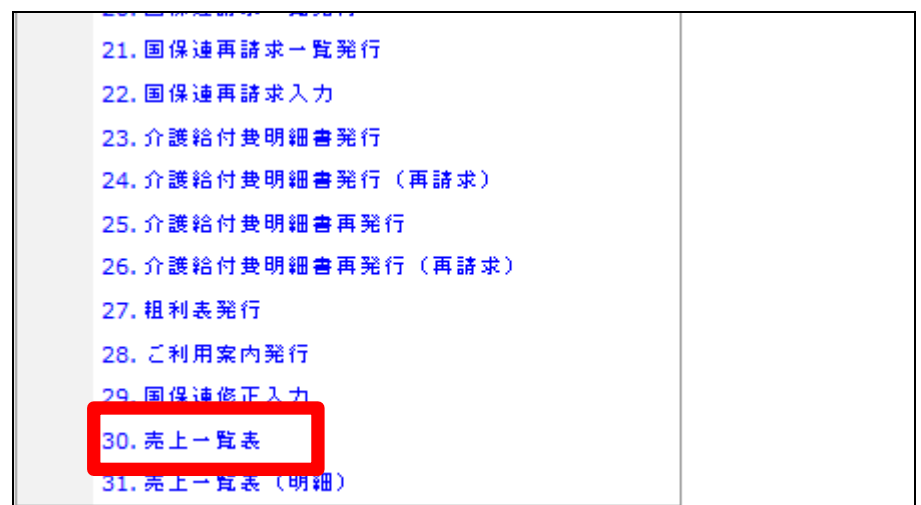 21.国保連再請求一覧発行
22.国保連再請求入力
23.介護給付費明細書発行
24.介護給付費明細書発行（再請求）
25.介護給付費明細書再発行
26.介護給付費明細書再発行（再請求）
27.粗利表発行
28.ご利用案内発行
29.国保連修正入力
30.売上一覧表
31.売上一覧表（明細）